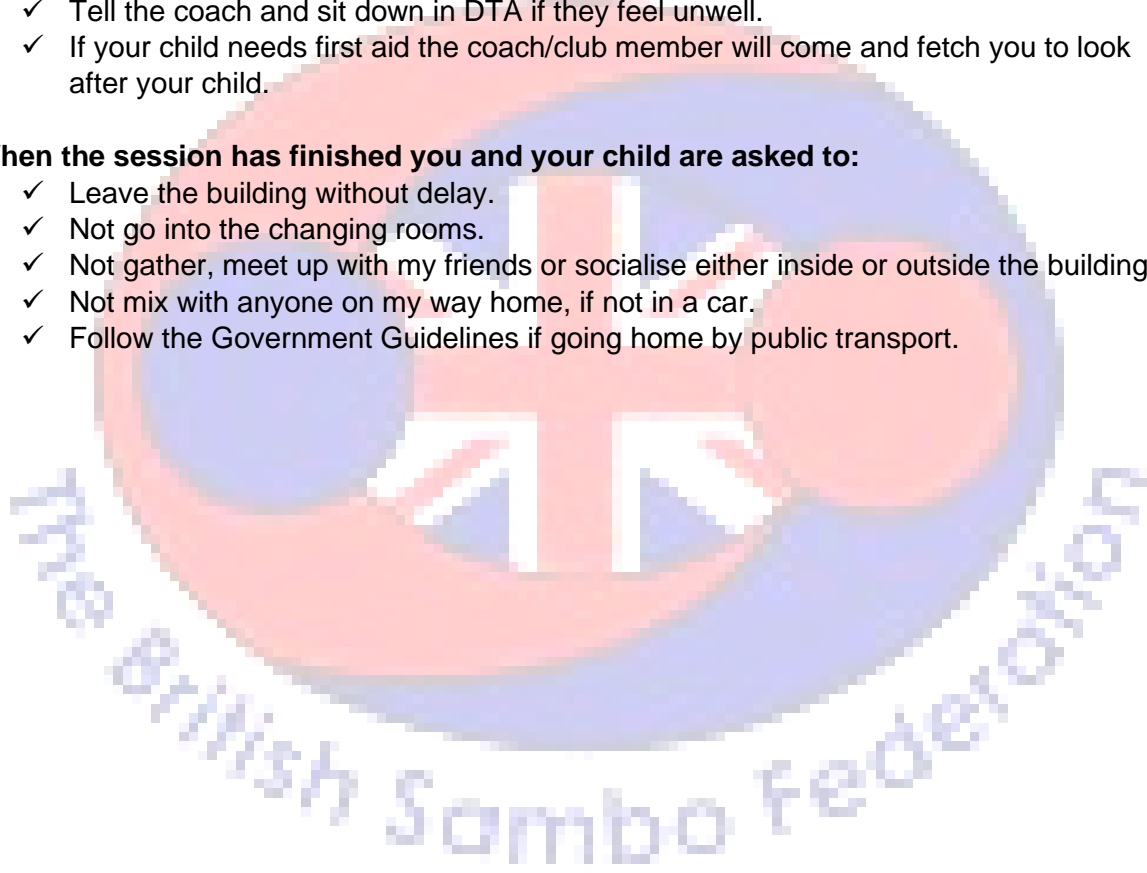 ✓ Tell the coach and sit down in DTA if they feel unwell.
✓ If your child needs first aid the coach/club member will come and fetch you to look
after your child.
hen the session has finished you and your child are asked to:
✓ Leave the building without delay.
✓ Not go into the changing rooms.
✓ Not gather, meet up with my friends or socialise either inside or outside the building
✓ Not mix with anyone on my way home, if not in a car.
✓ Follow the Government Guidelines if going home by public transport.
The British Sambo Federation